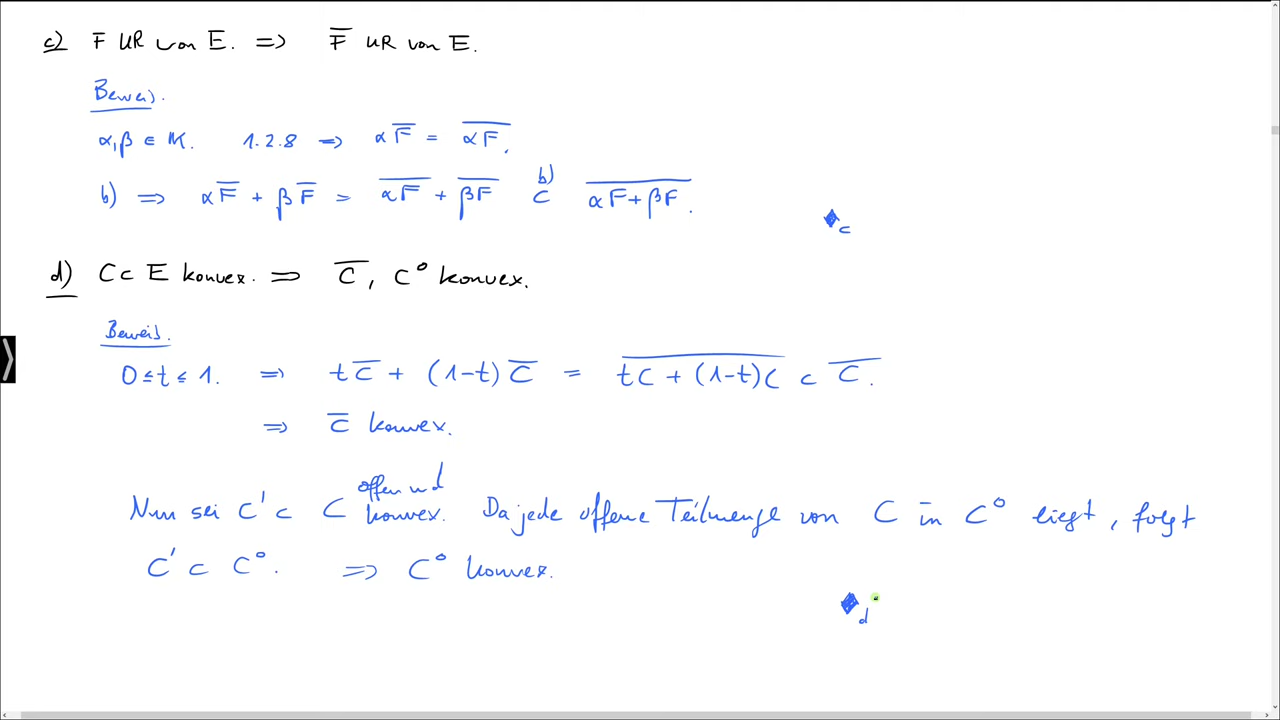 c) F UR von E. ⇒ F̅ UR von E.
Beweis.
α,β ∈ 𝕂. 1.2.8 ⇒ αF̅ = \overline{αF}.
b) ⇒ αF̅ + βF̅ = \overline{αF} + \overline{βF} ⊂^{b)} \overline{αF+βF}.
◆c
d) C ⊂ E konvex. ⇒ C̅, C° konvex.
Beweis.
0 ≤ t ≤ 1. ⇒ tC̅ + (1-t)C̅ = \overline{tC + (1-t)C} ⊂ C̅.
⇒ C̅ konvex.
Nun sei C' ⊂ C offen und konvex. Da jede offene Teilmenge von C in C° liegt, folgt
C' ⊂ C°. ⇒ C° konvex.
◆d